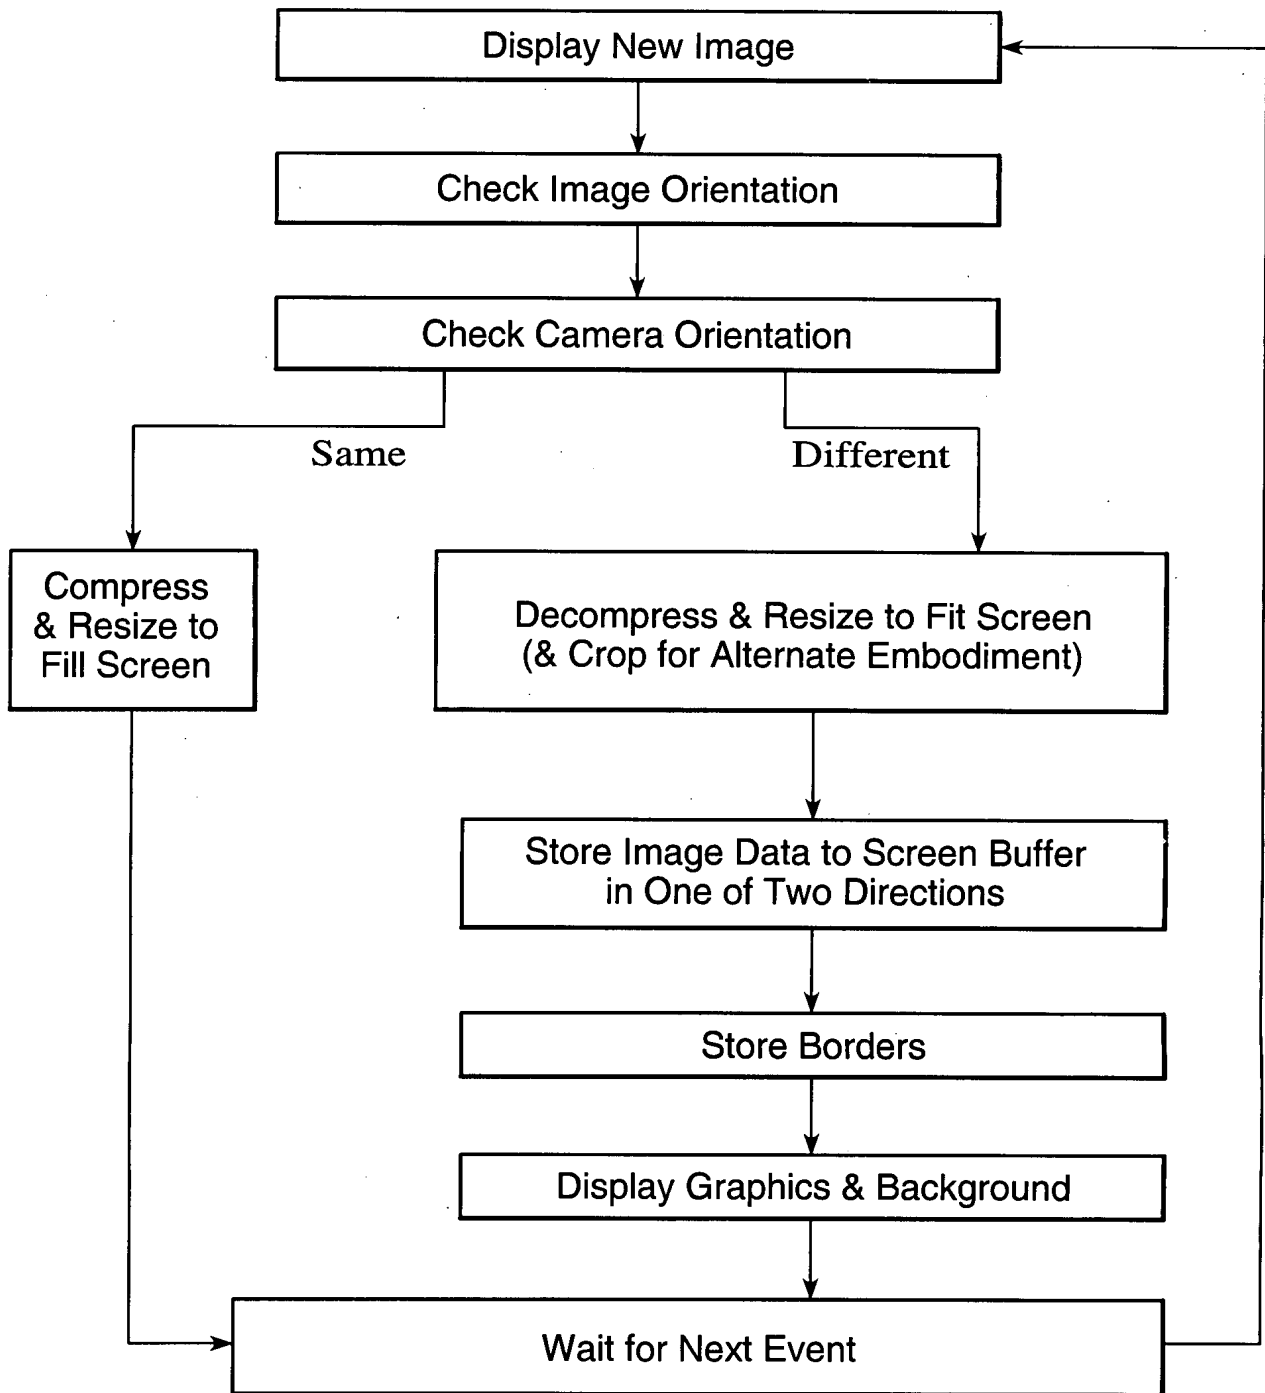 Display New Image
Check Image Orientation
Check Camera Orientation
Same
Different
Compress
& Resize to
Fill Screen
Decompress & Resize to Fit Screen
(& Crop for Alternate Embodiment)
Store Image Data to Screen Buffer
in One of Two Directions
Store Borders
Display Graphics & Background
Wait for Next Event